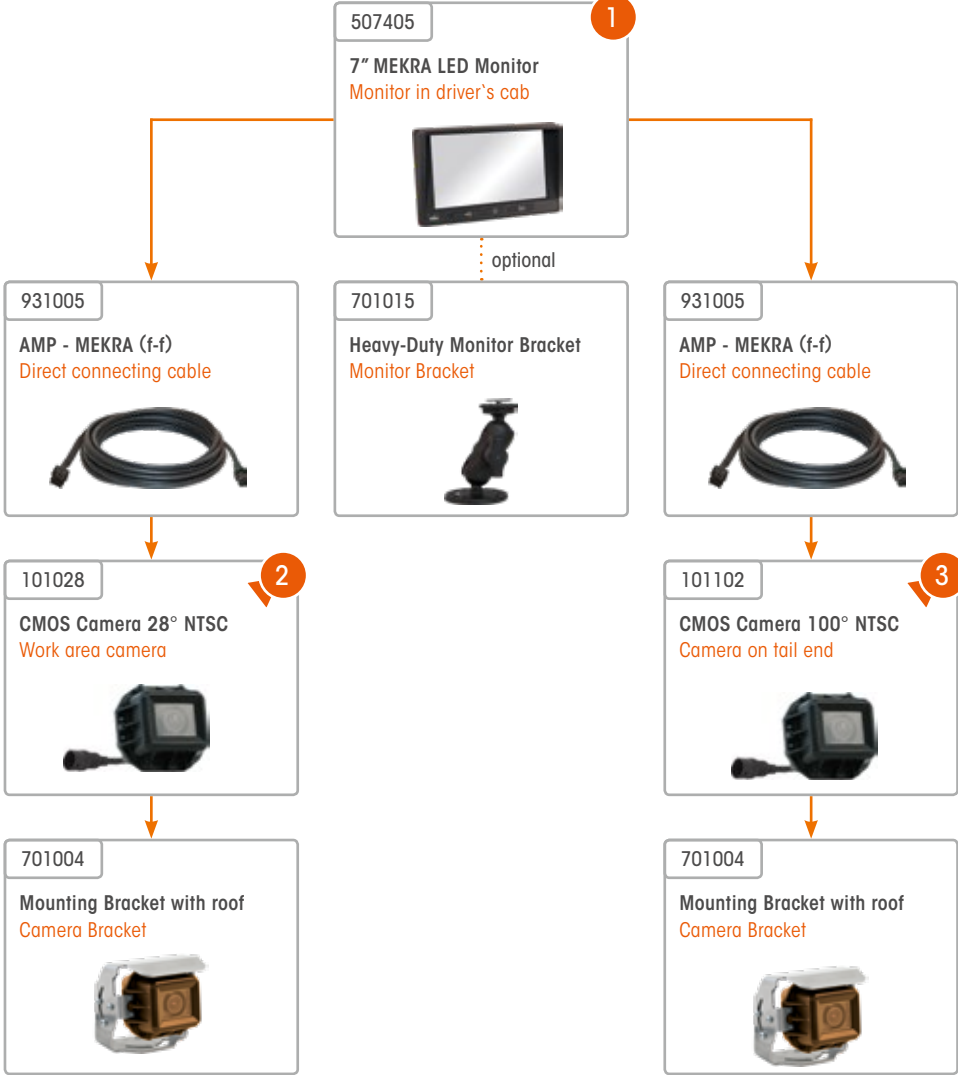 507405
1
7” MEKRA LED Monitor
Monitor in driver`s cab
optional
931005
AMP - MEKRA (f-f)
Direct connecting cable
701015
Heavy-Duty Monitor Bracket
Monitor Bracket
931005
AMP - MEKRA (f-f)
Direct connecting cable
101028
2
CMOS Camera 28° NTSC
Work area camera
101102
3
CMOS Camera 100° NTSC
Camera on tail end
701004
Mounting Bracket with roof
Camera Bracket
701004
Mounting Bracket with roof
Camera Bracket